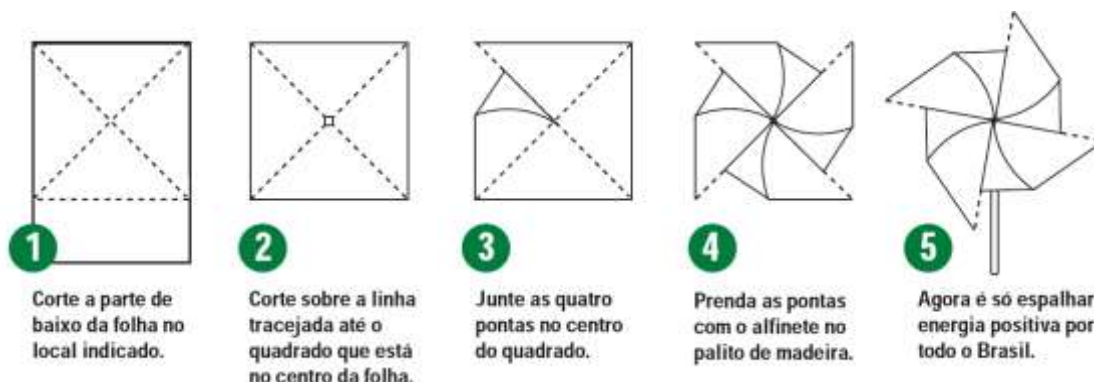 1
Corte a parte de
baixo da folha no
local indicado.
2
Corte sobre a linha
tracejada até o
quadrado que está
no centro da folha.
3
Junte as quatro
pontas no centro
do quadrado.
4
Prenda as pontas
com o alfinete no
palito de madeira.
5
Agora é só espalhar
energia positiva por
todo o Brasil.